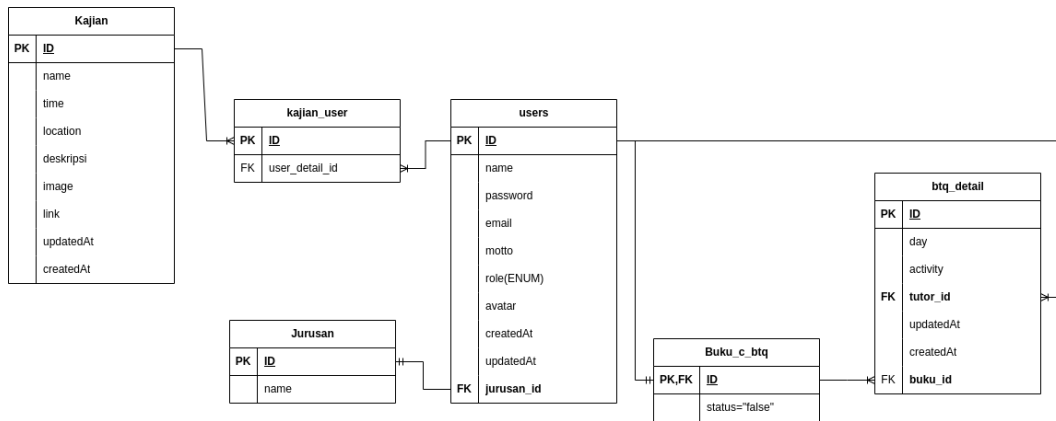 Kajian
PK ID
name
time
location
deskripsi
image
link
updatedAt
createdAt
kajian_user
PK ID
FK user_detail_id
users
PK ID
name
password
email
motto
role(ENUM)
avatar
createdAt
updatedAt
FK jurusan_id
Jurusan
PK ID
name
Buku_c_btq
PK,FK ID
status="false"
btq_detail
PK ID
day
activity
FK tutor_id
updatedAt
createdAt
FK buku_id